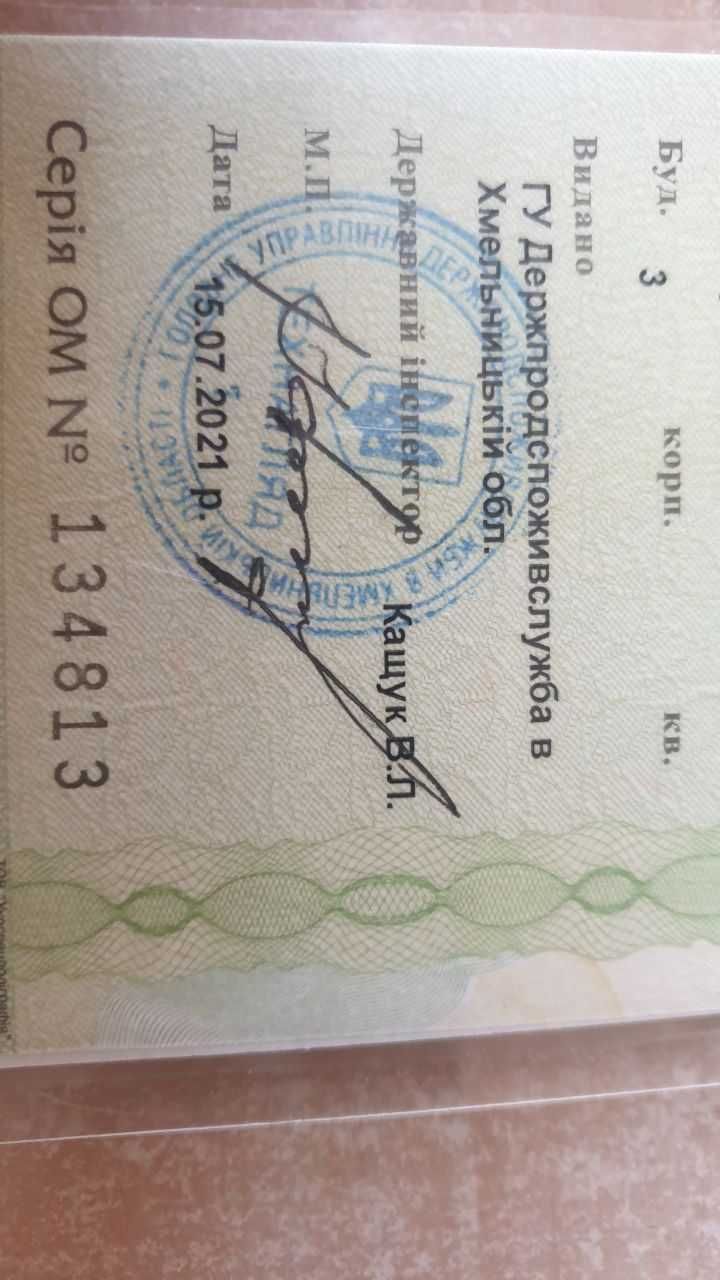 Буд. 3 корп. кв.
Видано
ГУ Держпродспоживслужба в
Хмельницькій обл.
Державний інспектор Кащук В.Л.
М.П.
Дата 15.07.2021 р.
Серія ОМ № 134813
ТЕХНАГЛЯД